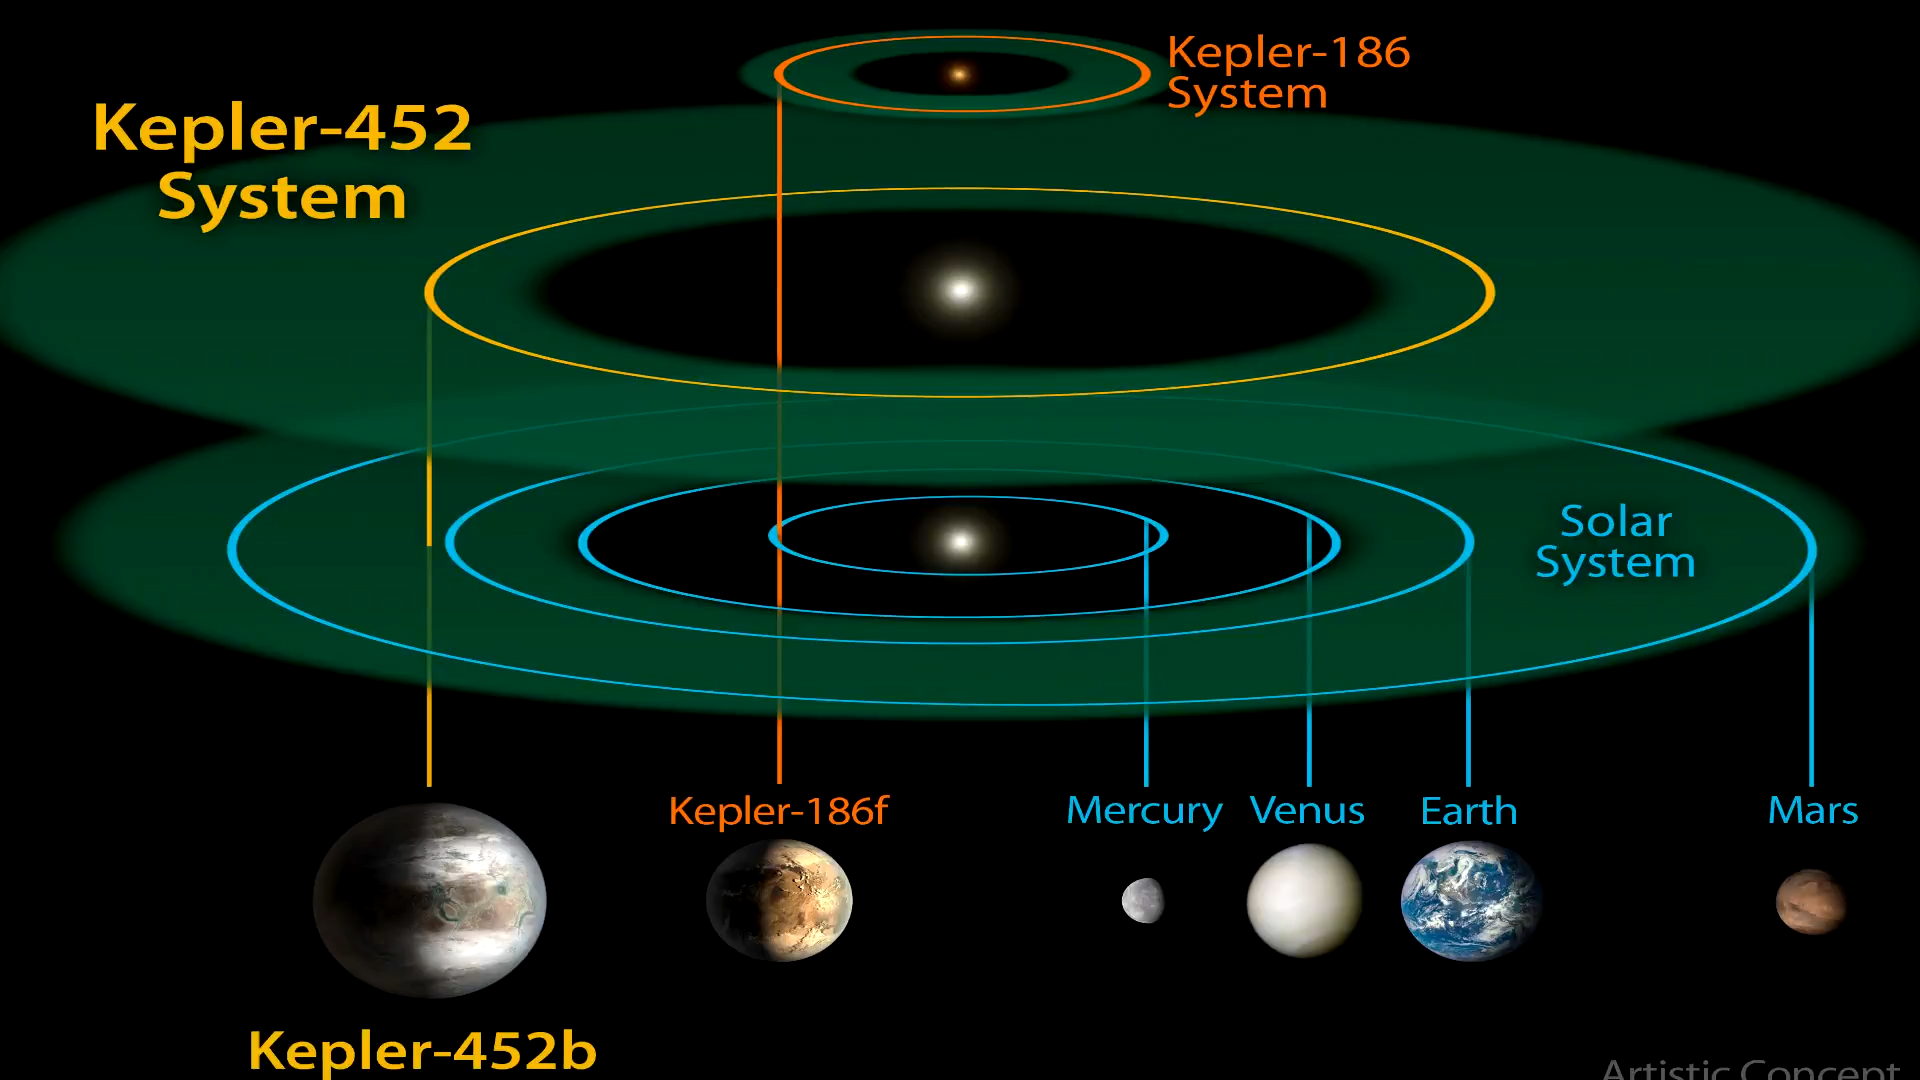 Kepler-186
System
Kepler-452
System
Solar
System
Kepler-186f
Mercury
Venus
Earth
Mars
Kepler-452b
Artistic Concept